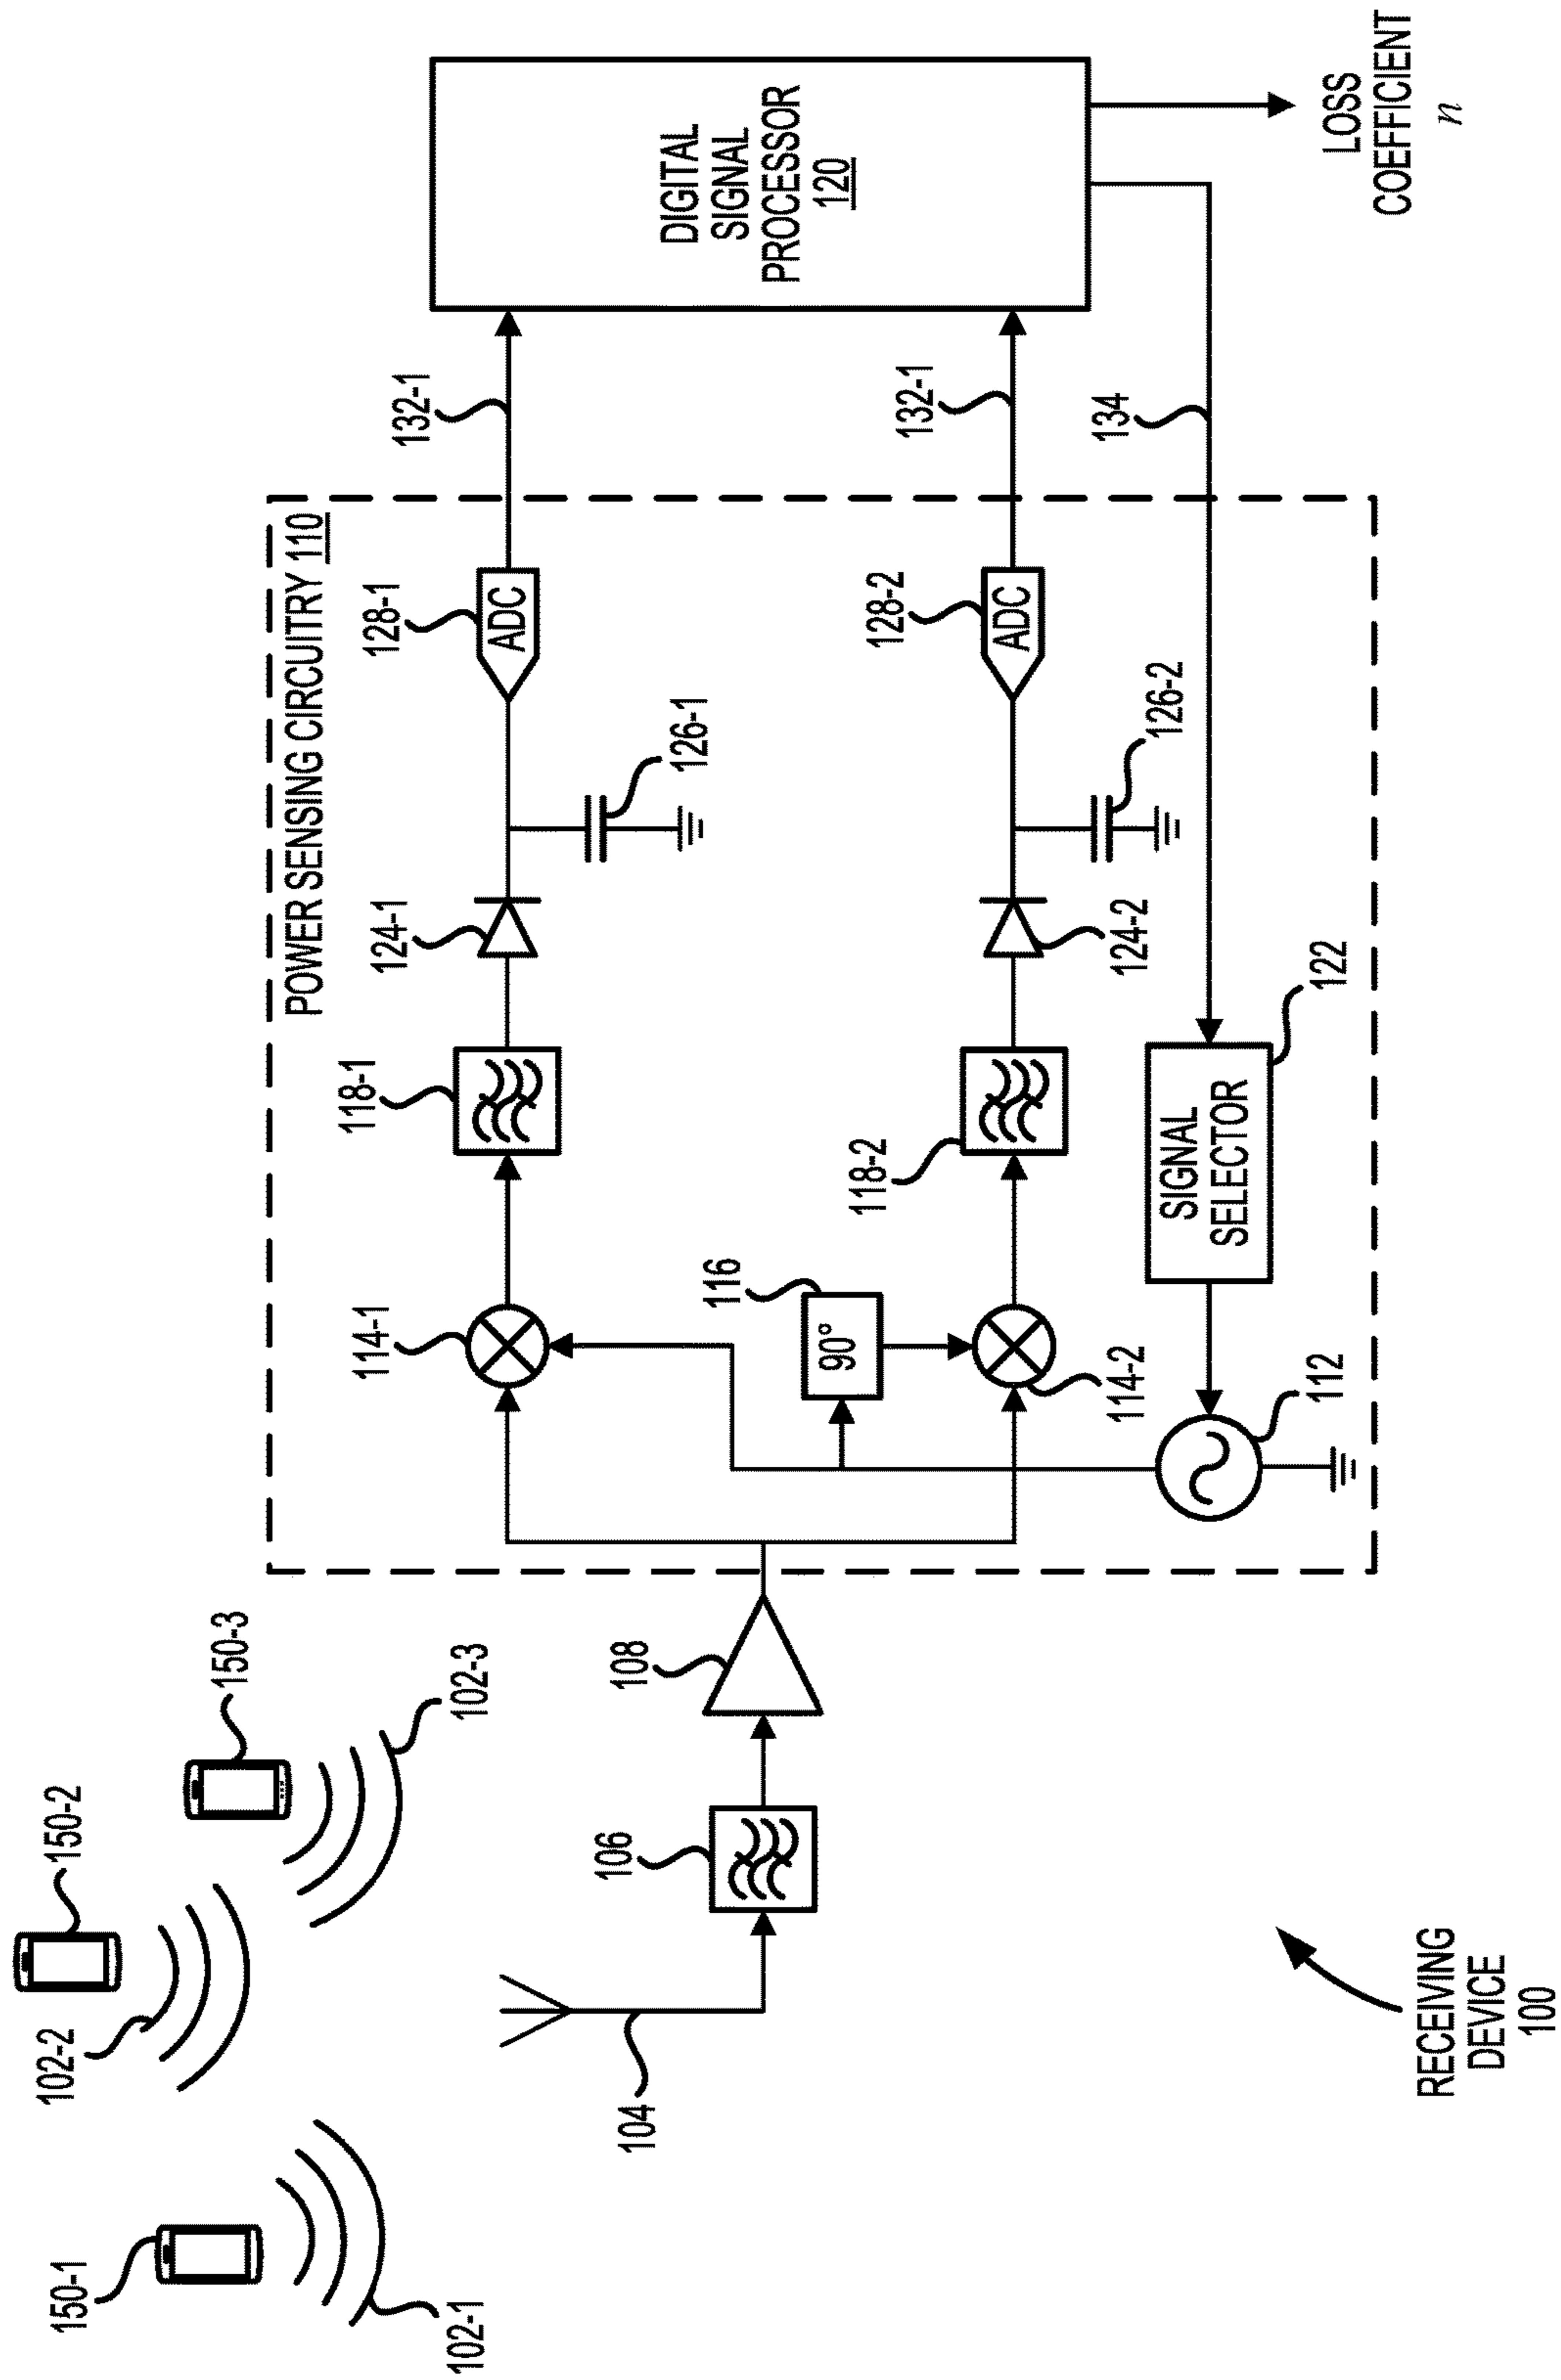 150-1
102-1
102-2
150-2
150-3
102-3
104
106
108
RECEIVING
DEVICE
100
POWER SENSING CIRCUITRY 110
114-1
118-1
124-1
126-1
128-1
ADC
132-1
116
90°
114-2
118-2
124-2
126-2
128-2
ADC
132-1
112
SIGNAL
SELECTOR
122
134
DIGITAL
SIGNAL
PROCESSOR
120
LOSS
COEFFICIENT
n